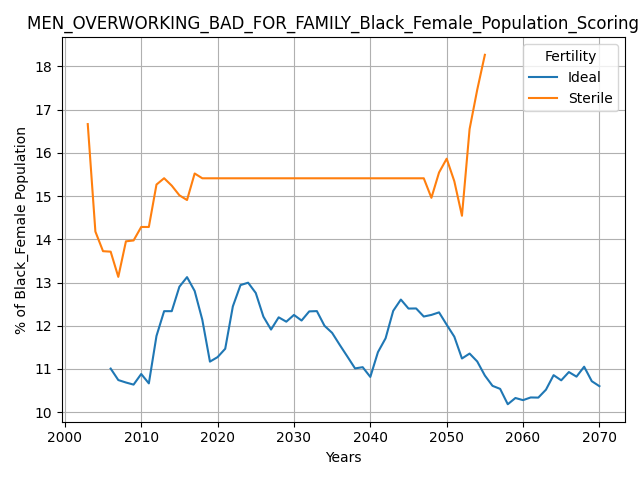 MEN_OVERWORKING_BAD_FOR_FAMILY_Black_Female_Population_Scoring
% of Black_Female Population
18
17
16
15
14
13
12
11
10
Fertility
Ideal
Sterile
2000 2010 2020 2030 2040 2050 2060 2070
Years